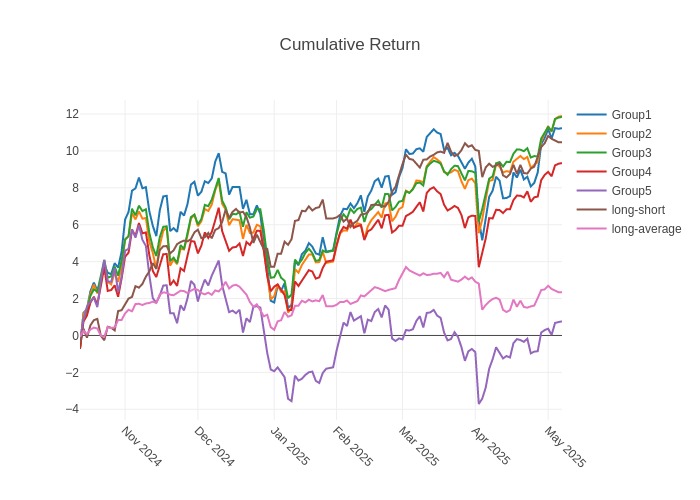 Cumulative Return
12
10
8
6
4
2
0
−2
−4
Nov 2024
Dec 2024
Jan 2025
Feb 2025
Mar 2025
Apr 2025
May 2025
Group1
Group2
Group3
Group4
Group5
long-short
long-average